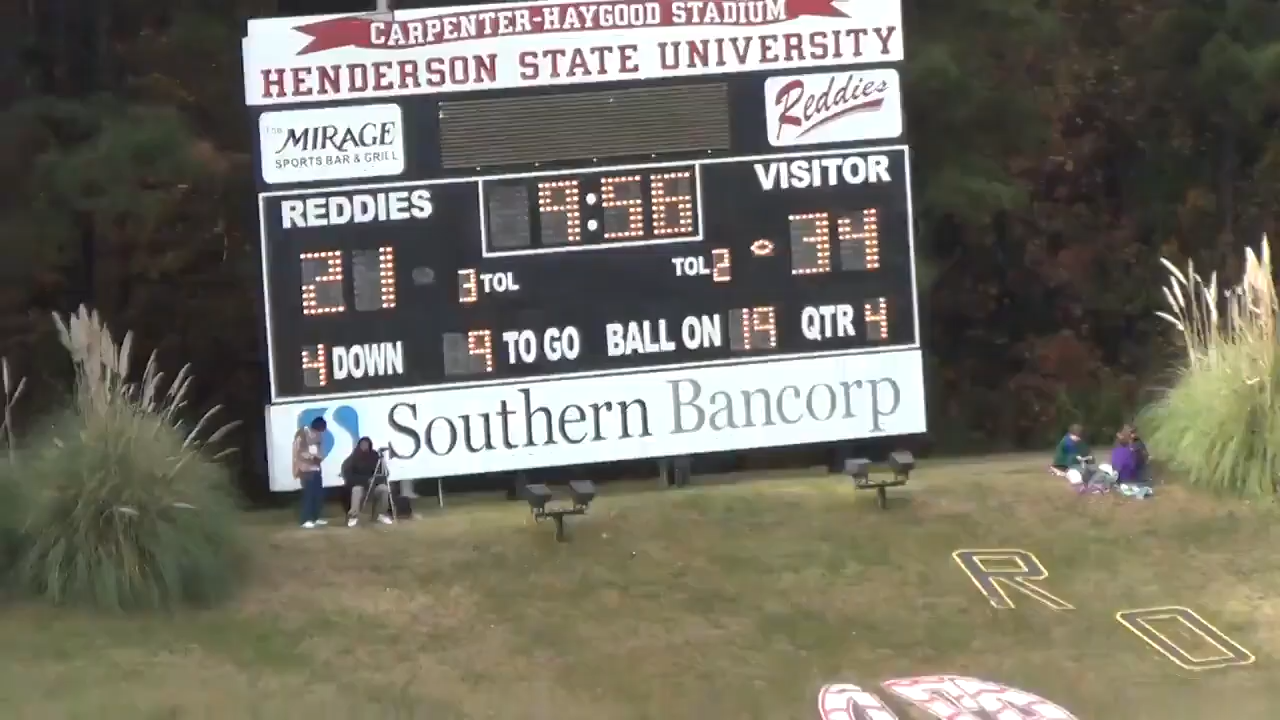 CARPENTER-HAYGOOD STADIUM
HENDERSON STATE UNIVERSITY
The MIRAGE
SPORTS BAR & GRILL
Reddies
REDDIES
9:56
VISITOR
21
3 TOL
TOL 2
34
4 DOWN
9 TO GO
BALL ON 19
QTR 4
Southern Bancorp
R
O